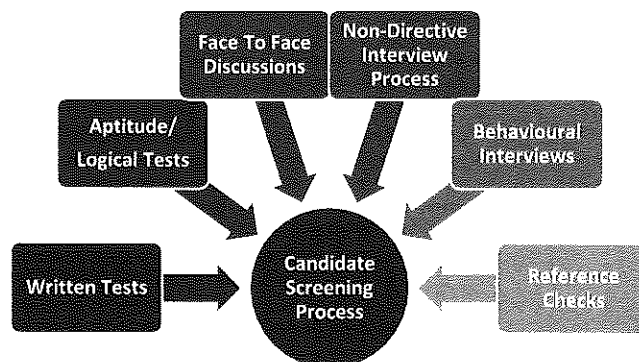 Face To Face
Discussions
Non-Directive
Interview
Process
Aptitude/
Logical Tests
Behavioural
Interviews
Written Tests
Candidate
Screening
Process
Reference
Checks